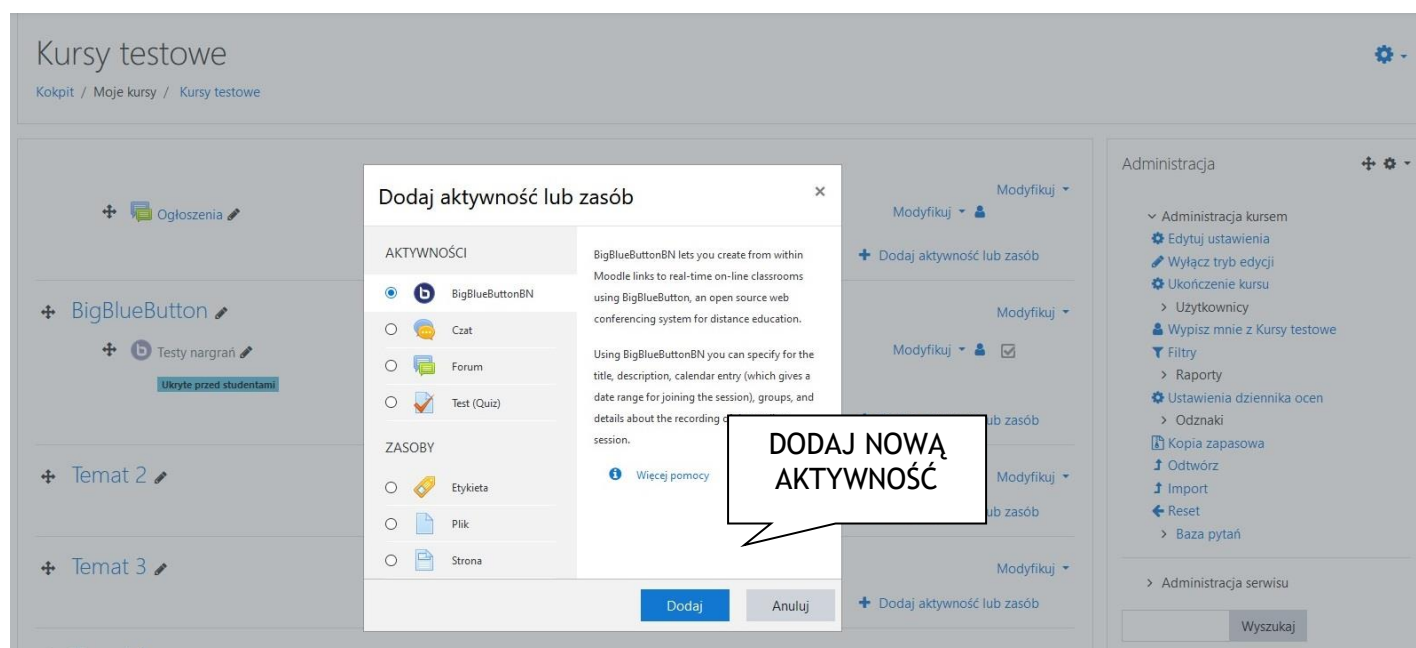 Kursy testowe
Kokpit / Moje kursy / Kursy testowe
Ogłoszenia
Modyfikuj
Modyfikuj
Dodaj aktywność lub zasób
BigBlueButton
Modyfikuj
Testy nargrań
Modyfikuj
Ukryte przed studentami
ub zasób
Temat 2
Modyfikuj
ub zasób
Temat 3
Modyfikuj
Dodaj aktywność lub zasób
Dodaj aktywność lub zasób
×
AKTYWNOŚCI
BigBlueButtonBN
Czat
Forum
Test (Quiz)
ZASOBY
Etykieta
Plik
Strona
BigBlueButtonBN lets you create from within
Moodle links to real-time on-line classrooms
using BigBlueButton, an open source web
conferencing system for distance education.
Using BigBlueButtonBN you can specify for the
title, description, calendar entry (which gives a
date range for joining the session), groups, and
details about the recording
session.
Więcej pomocy
DODAJ NOWĄ
AKTYWNOŚĆ
Dodaj
Anuluj
Administracja
Administracja kursem
Edytuj ustawienia
Wyłącz tryb edycji
Ukończenie kursu
Użytkownicy
Wypisz mnie z Kursy testowe
Filtry
Raporty
Ustawienia dziennika ocen
Odznaki
Kopia zapasowa
Odtwórz
Import
Reset
Baza pytań
Administracja serwisu
Wyszukaj